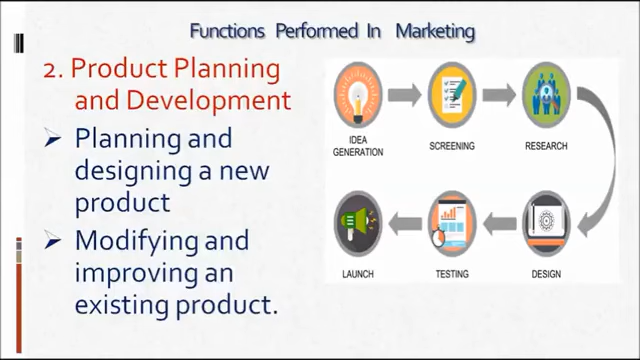 Functions Performed In Marketing
2. Product Planning
and Development
Planning and
designing a new
product
Modifying and
improving an
existing product.
IDEA
GENERATION
SCREENING
RESEARCH
LAUNCH
TESTING
DESIGN